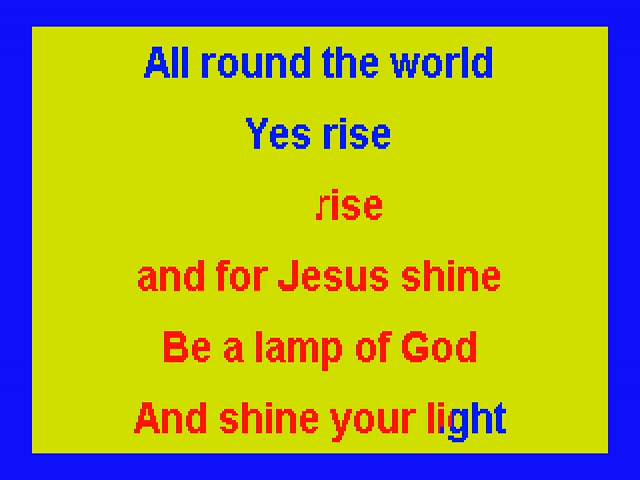 All round the world
Yes rise
rise
and for Jesus shine
Be a lamp of God
And shine your light